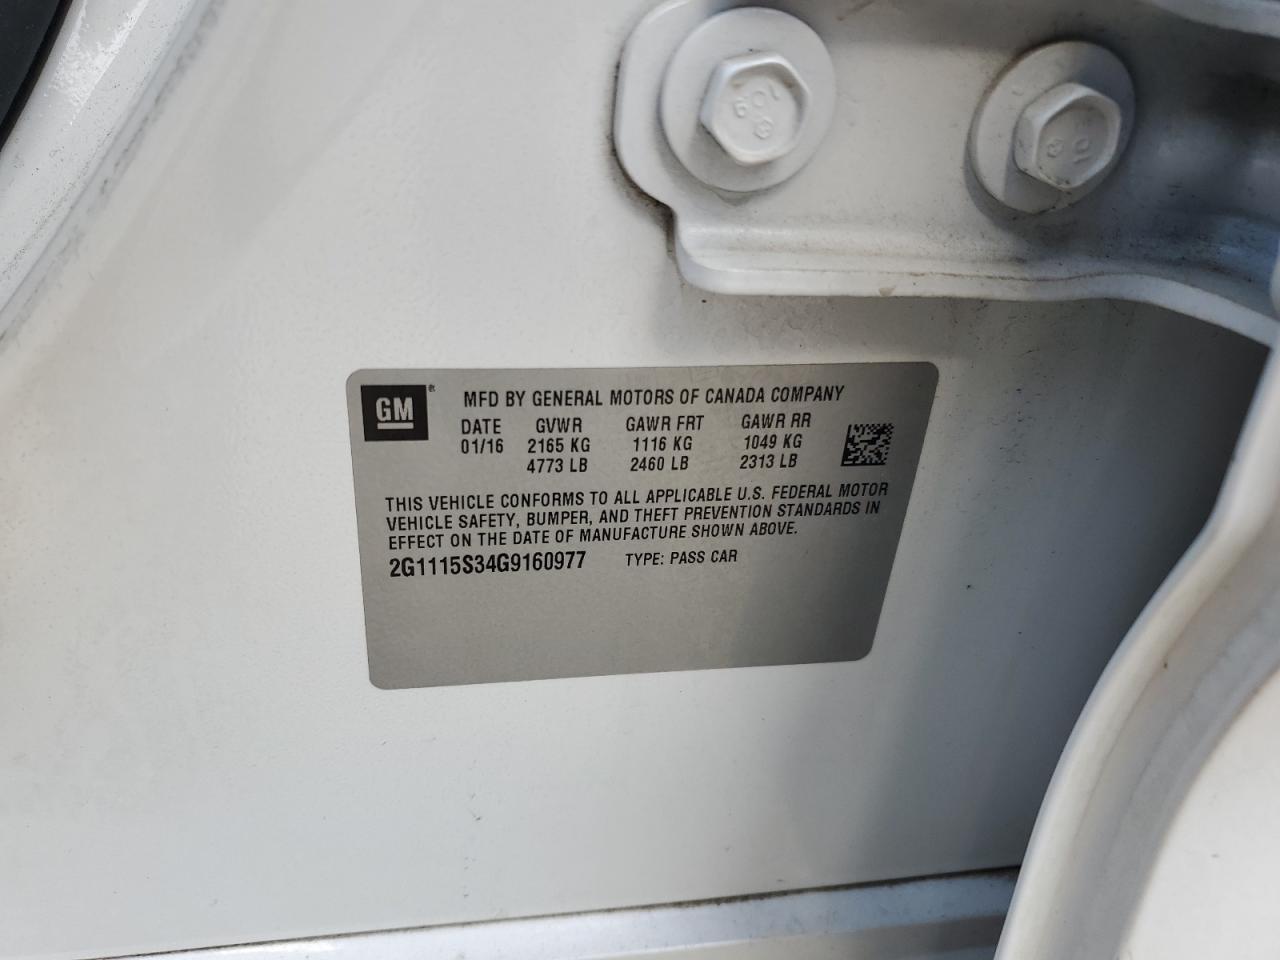 GM®
MFD BY GENERAL MOTORS OF CANADA COMPANY
DATE GVWR GAWR FRT GAWR RR
01/16 2165 KG 1116 KG 1049 KG
4773 LB 2460 LB 2313 LB
THIS VEHICLE CONFORMS TO ALL APPLICABLE U.S. FEDERAL MOTOR
VEHICLE SAFETY, BUMPER, AND THEFT PREVENTION STANDARDS IN
EFFECT ON THE DATE OF MANUFACTURE SHOWN ABOVE.
2G1115S34G9160977 TYPE: PASS CAR